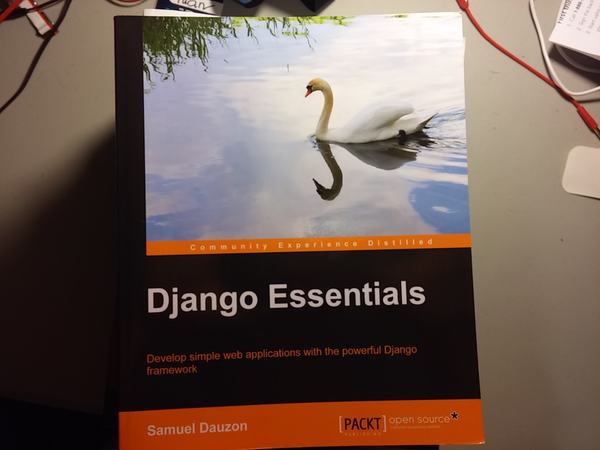 Community Experience Distilled
Django Essentials
Develop simple web applications with the powerful Django
framework
Samuel Dauzon
[PACKT] open source*
PUBLISHING